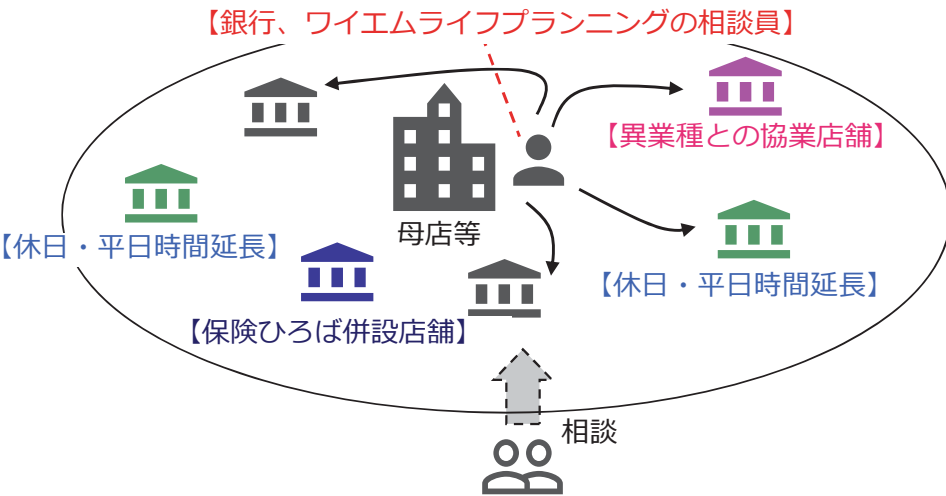 【銀行、ワイエムライフプランニングの相談員】
【異業種との協業店舗】
母店等
【休日・平日時間延長】
【休日・平日時間延長】
【保険ひろば併設店舗】
相談